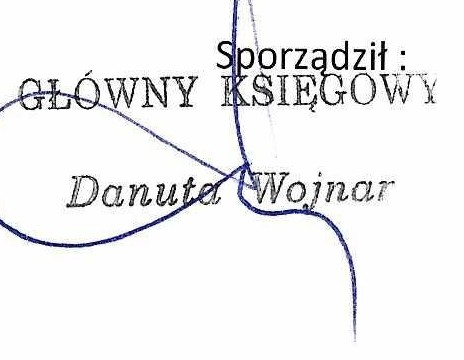 Sporządził :
GŁÓWNY KSIĘGOWY
Danuta Wojnar